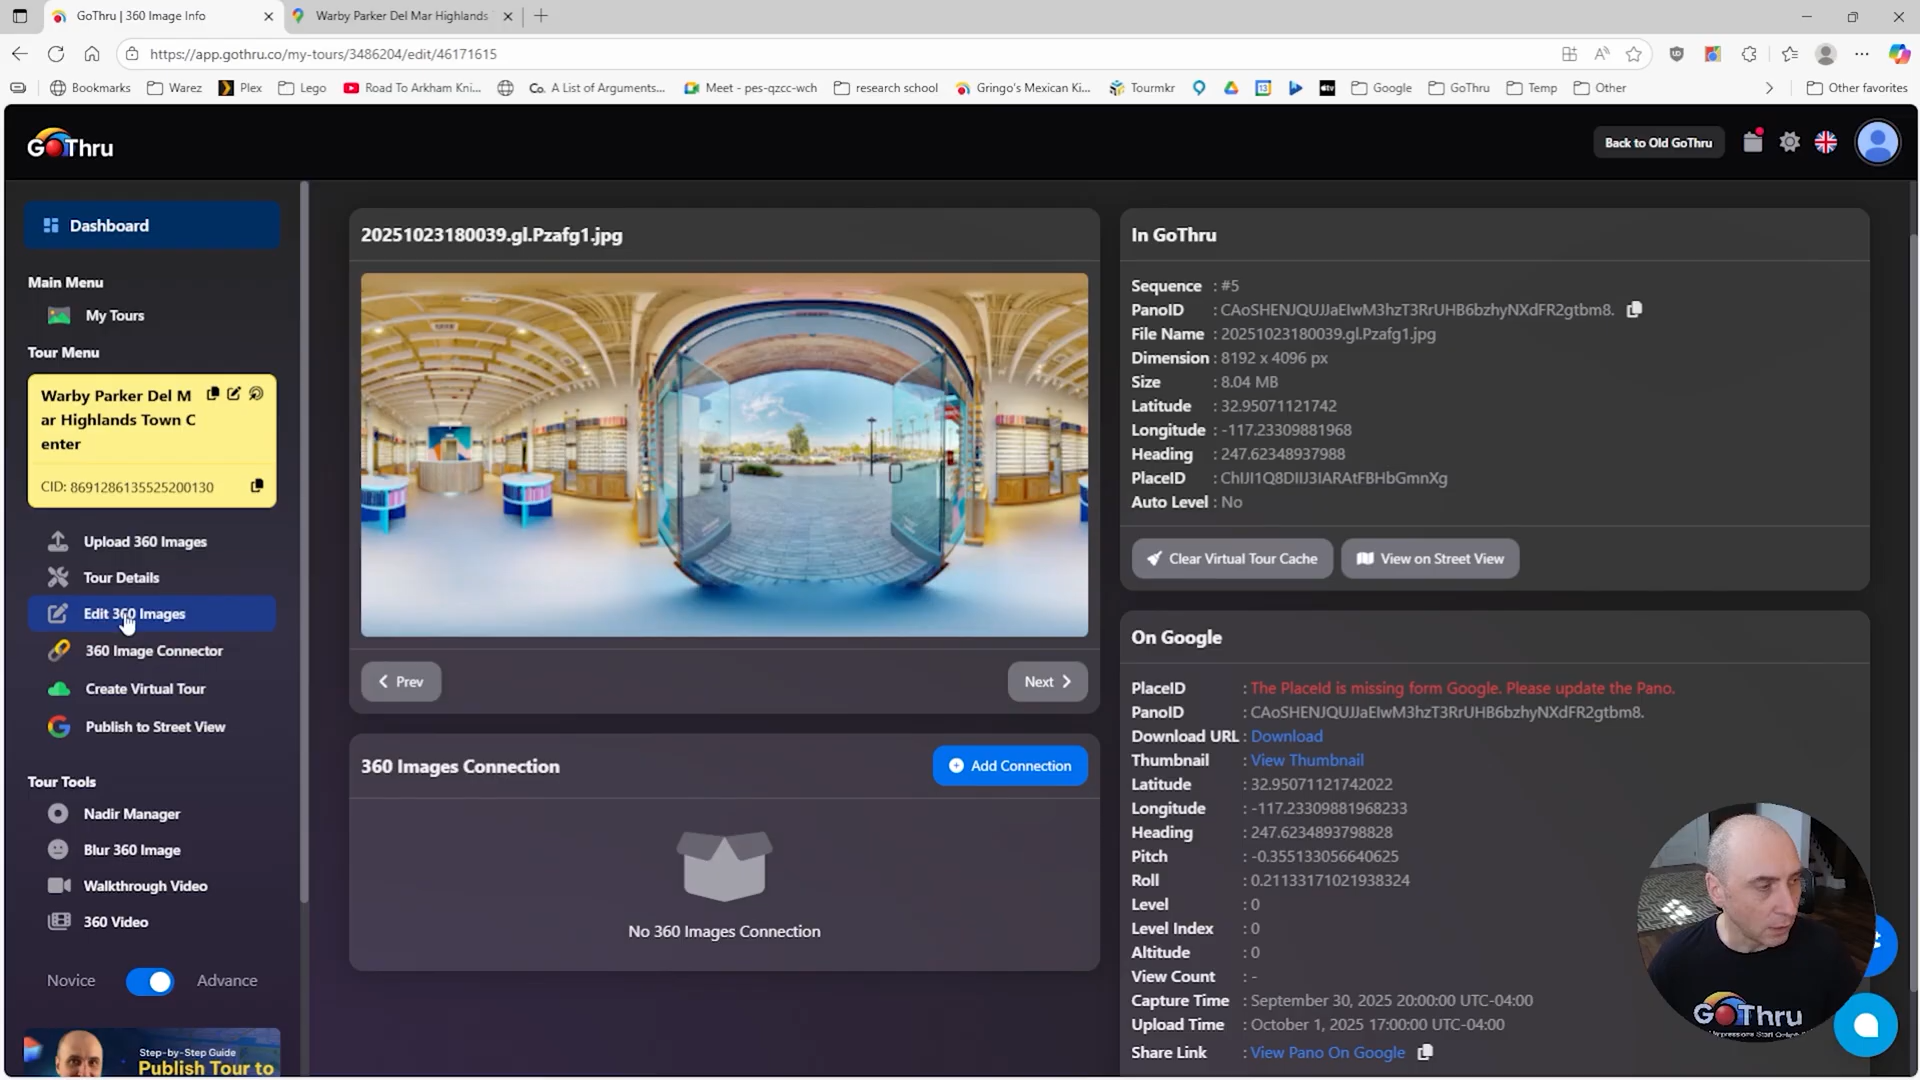 GoThru | 360 Image Info
Warby Parker Del Mar Highlands
https://app.gothru.co/my-tours/3486204/edit/46171615
Bookmarks
Warez
Plex
Lego
Road To Arkham Kni...
Co. A List of Arguments...
Meet - pes-qzcc-wch
research school
Gringo's Mexican Ki...
Tourmkr
Google
GoThru
Temp
Other
Other favorites
GoThru
Back to Old GoThru
Dashboard
Main Menu
My Tours
Tour Menu
Warby Parker Del M
ar Highlands Town C
enter
CID: 8691286135525200130
Upload 360 Images
Tour Details
Edit 360 Images
360 Image Connector
Create Virtual Tour
Publish to Street View
Tour Tools
Nadir Manager
Blur 360 Image
Walkthrough Video
360 Video
Novice
Advance
Step-by-Step Guide
Publish Tour to
20251023180039.gl.Pzafg1.jpg
Prev
Next
360 Images Connection
Add Connection
No 360 Images Connection
In GoThru
Sequence : #5
PanoID : CAoSHENJQUJJaEIwM3hzT3RrUHB6bzhyNXdFR2gtbm8.
File Name : 20251023180039.gl.Pzafg1.jpg
Dimension : 8192 x 4096 px
Size : 8.04 MB
Latitude : 32.95071121742
Longitude : -117.23309881968
Heading : 247.62348937988
PlaceID : ChIJI1Q8DIIJ3IARAtFBHbGmnXg
Auto Level : No
Clear Virtual Tour Cache
View on Street View
On Google
PlaceID : The PlaceId is missing form Google. Please update the Pano.
PanoID : CAoSHENJQUJJaEIwM3hzT3RrUHB6bzhyNXdFR2gtbm8.
Download URL : Download
Thumbnail : View Thumbnail
Latitude : 32.95071121742022
Longitude : -117.23309881968233
Heading : 247.6234893798828
Pitch : -0.355133056640625
Roll : 0.21133171021938324
Level : 0
Level Index : 0
Altitude : 0
View Count : -
Capture Time : September 30, 2025 20:00:00 UTC-04:00
Upload Time : October 1, 2025 17:00:00 UTC-04:00
Share Link : View Pano On Google
GoThru